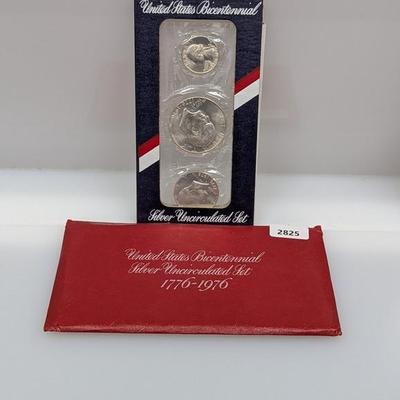 United States Bicentennial
Silver Uncirculated Set
2825
United States Bicentennial
Silver Uncirculated Set
1776-1976